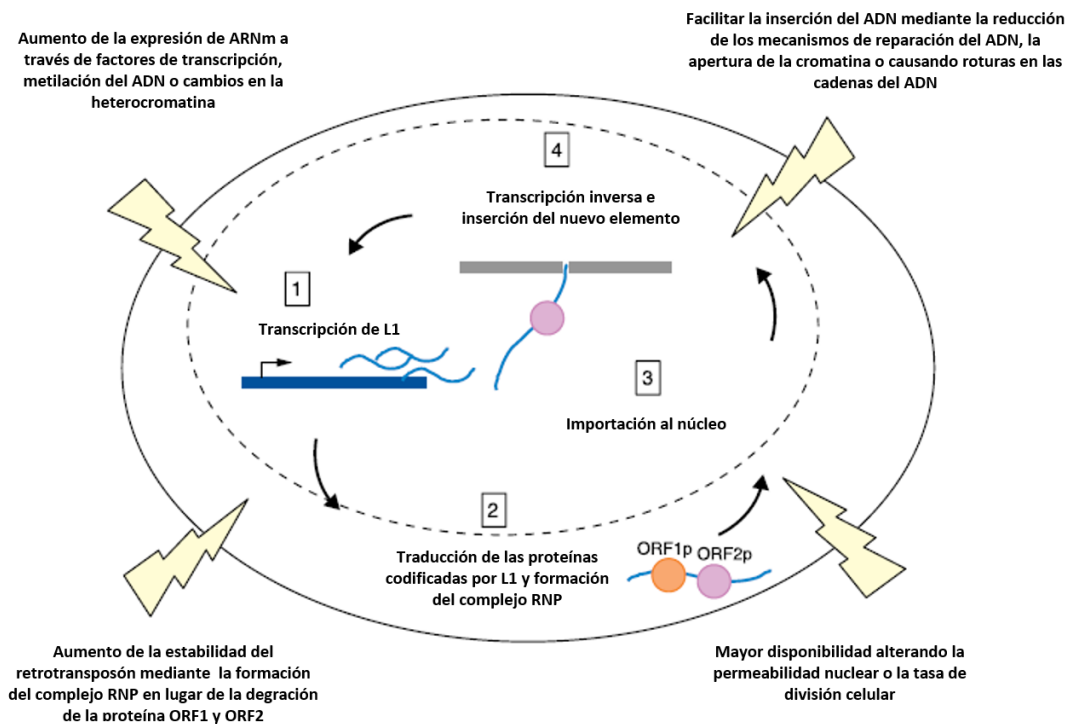 Aumento de la expresión de ARNm a
través de factores de transcripción,
metilación del ADN o cambios en la
heterocromatina
Facilitar la inserción del ADN mediante la reducción
de los mecanismos de reparación del ADN, la
apertura de la cromatina o causando roturas en las
cadenas del ADN
4
Transcripción inversa e
inserción del nuevo elemento
1
Transcripción de L1
3
Importación al núcleo
2
Traducción de las proteínas
codificadas por L1 y formación
del complejo RNP
ORF1p ORF2p
Aumento de la estabilidad del
retrotransposón mediante la formación
del complejo RNP en lugar de la degración
de la proteína ORF1 y ORF2
Mayor disponibilidad alterando la
permeabilidad nuclear o la tasa de
división celular